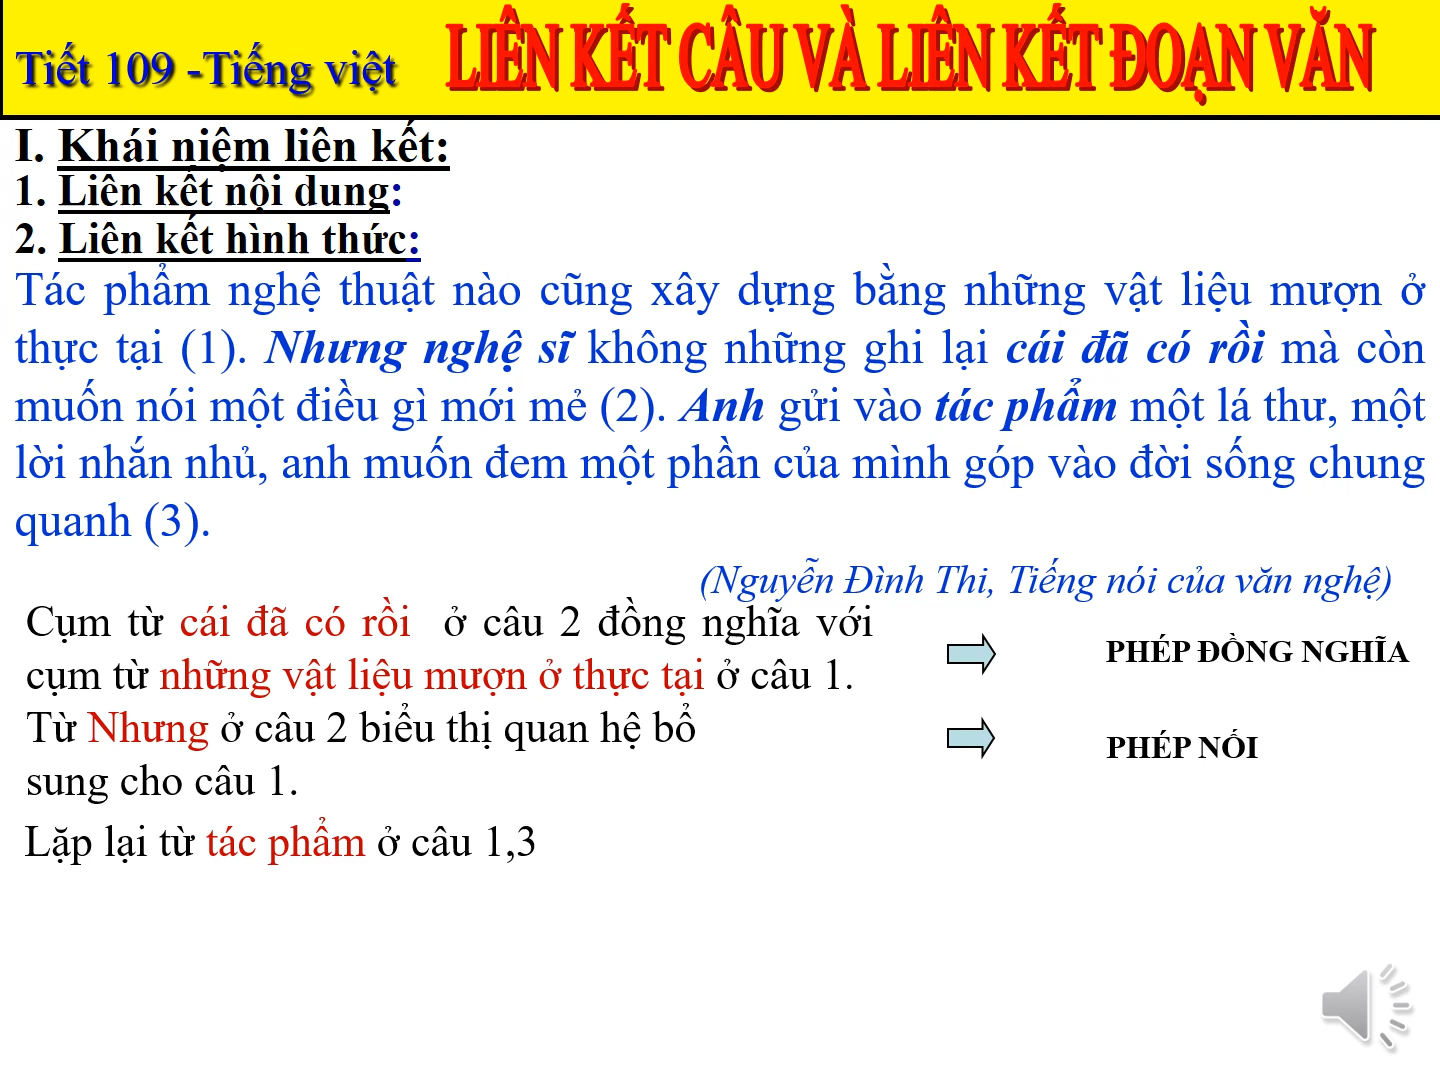 Tiết 109 -Tiếng việt
LIÊN KẾT CÂU VÀ LIÊN KẾT ĐOẠN VĂN
I. Khái niệm liên kết:
1. Liên kết nội dung:
2. Liên kết hình thức:
Tác phẩm nghệ thuật nào cũng xây dựng bằng những vật liệu mượn ở
thực tại (1). Nhưng nghệ sĩ không những ghi lại cái đã có rồi mà còn
muốn nói một điều gì mới mẻ (2). Anh gửi vào tác phẩm một lá thư, một
lời nhắn nhủ, anh muốn đem một phần của mình góp vào đời sống chung
quanh (3).
(Nguyễn Đình Thi, Tiếng nói của văn nghệ)
Cụm từ cái đã có rồi ở câu 2 đồng nghĩa với
cụm từ những vật liệu mượn ở thực tại ở câu 1.
PHÉP ĐỒNG NGHĨA
Từ Nhưng ở câu 2 biểu thị quan hệ bổ
sung cho câu 1.
PHÉP NỐI
Lặp lại từ tác phẩm ở câu 1,3